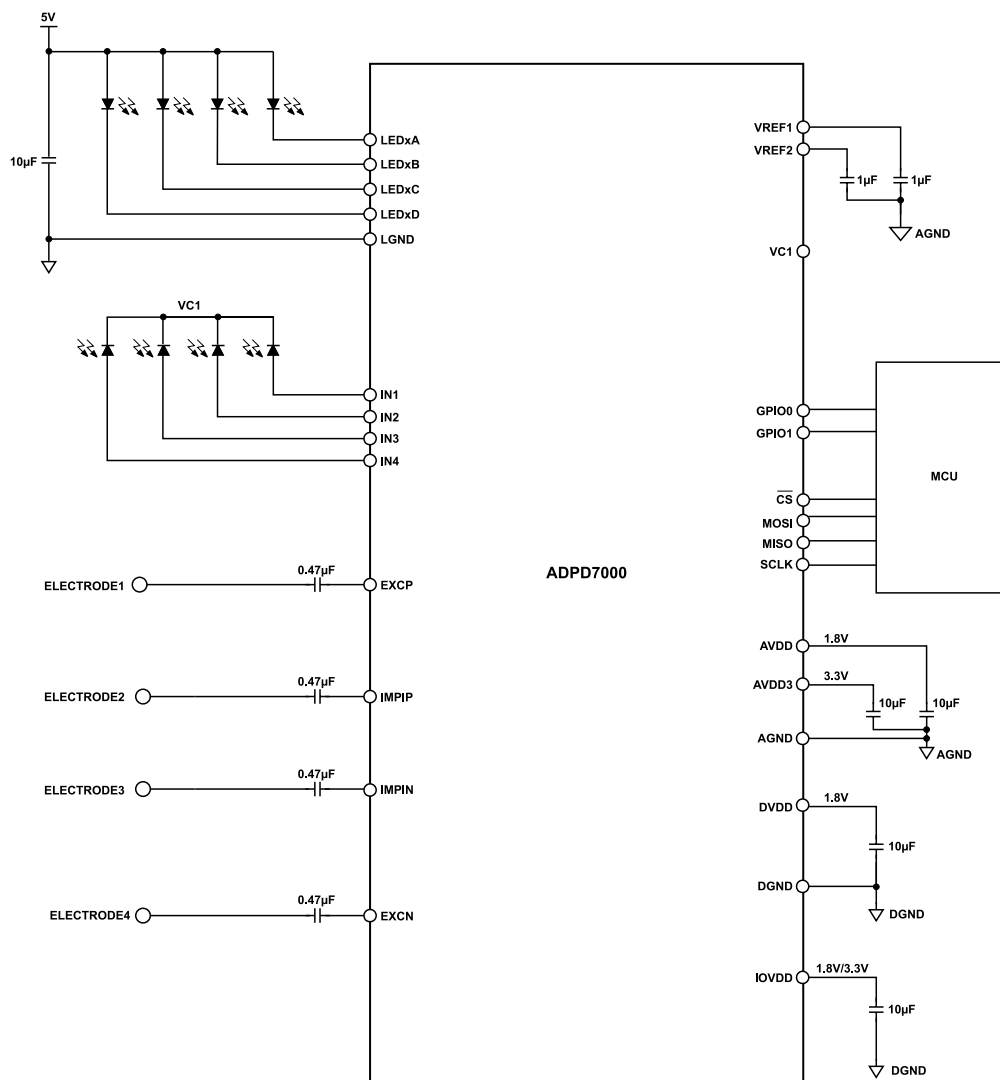 5V
10µF
LEDxA
LEDxB
LEDxC
LEDxD
LGND
VC1
IN1
IN2
IN3
IN4
ELECTRODE1
0.47µF
EXCP
ELECTRODE2
0.47µF
IMPIP
ELECTRODE3
0.47µF
IMPIN
ELECTRODE4
0.47µF
EXCN
ADPD7000
VREF1
VREF2
1µF
1µF
AGND
VC1
GPIO0
GPIO1
CS
MOSI
MISO
SCLK
MCU
AVDD
1.8V
AVDD3
3.3V
10µF
10µF
AGND
AGND
DVDD
1.8V
10µF
DGND
DGND
IOVDD
1.8V/3.3V
10µF
DGND